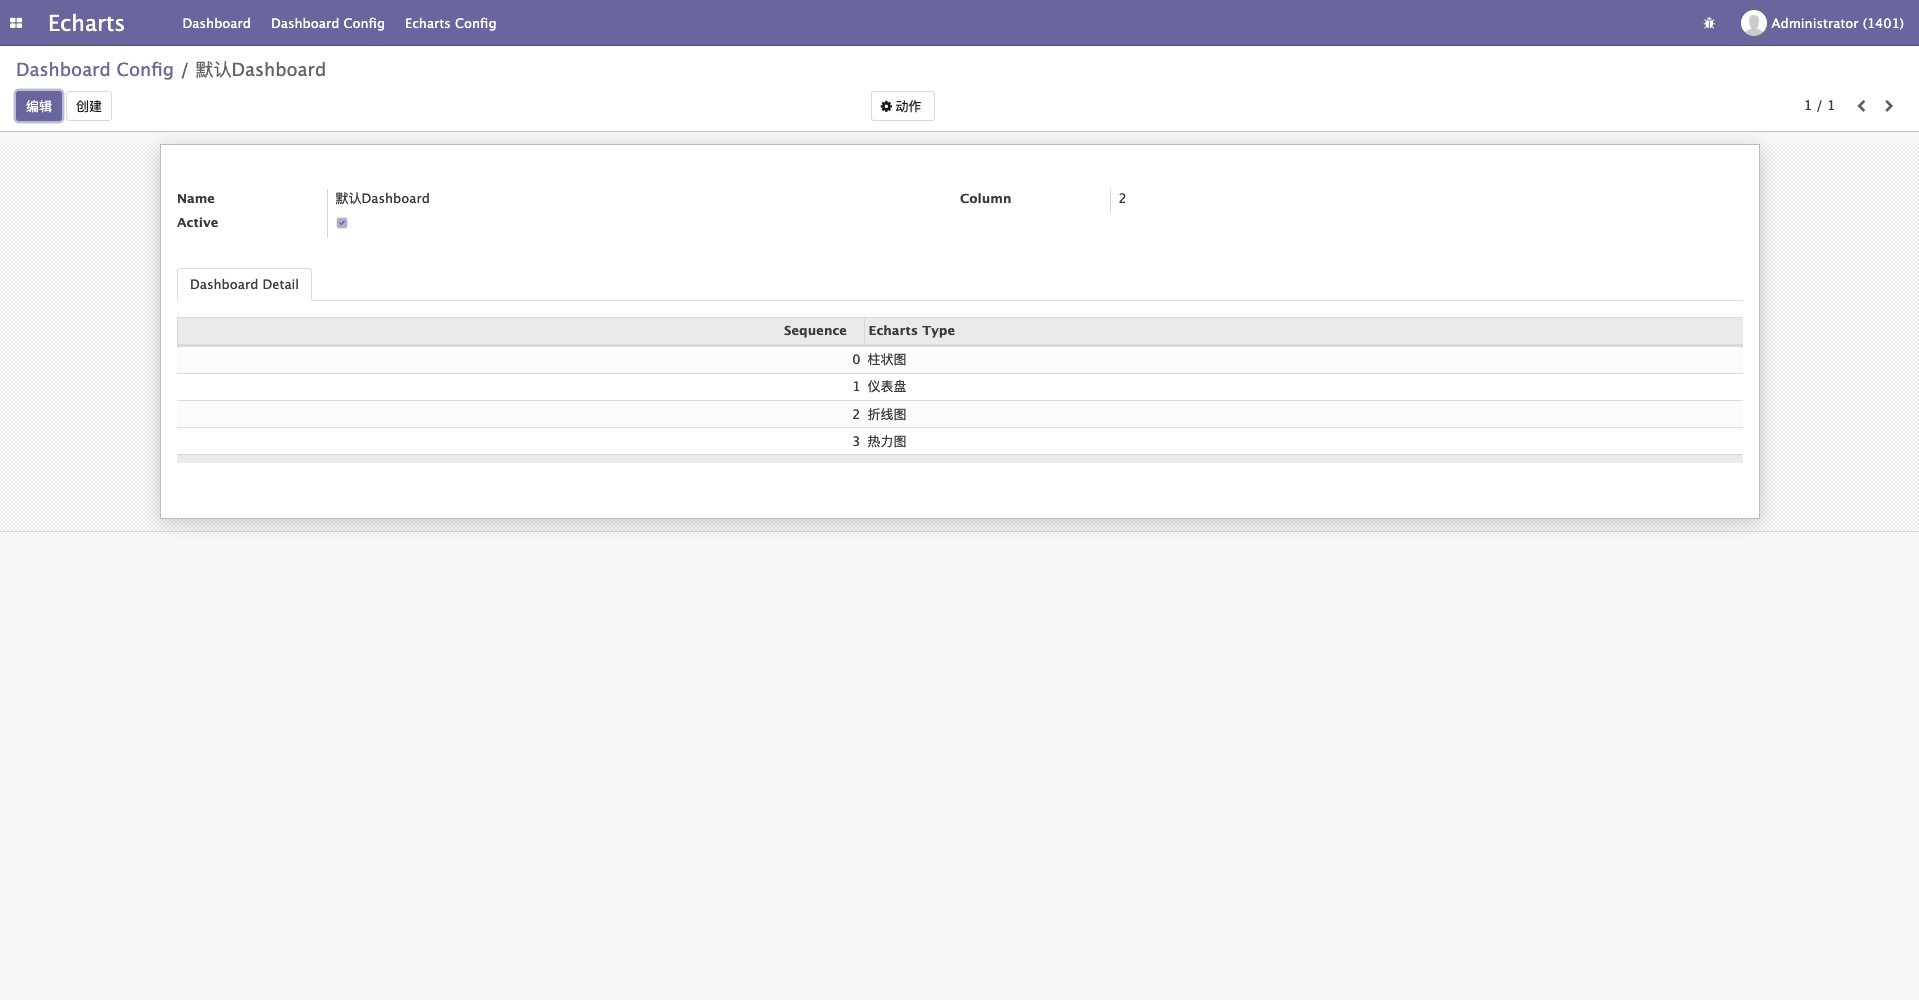 Echarts Dashboard Dashboard Config Echarts Config Administrator (1401)
Dashboard Config / 默认Dashboard
编辑 创建 动作 1 / 1
Name 默认Dashboard Column 2
Active
Dashboard Detail
Sequence Echarts Type
0 柱状图
1 仪表盘
2 折线图
3 热力图